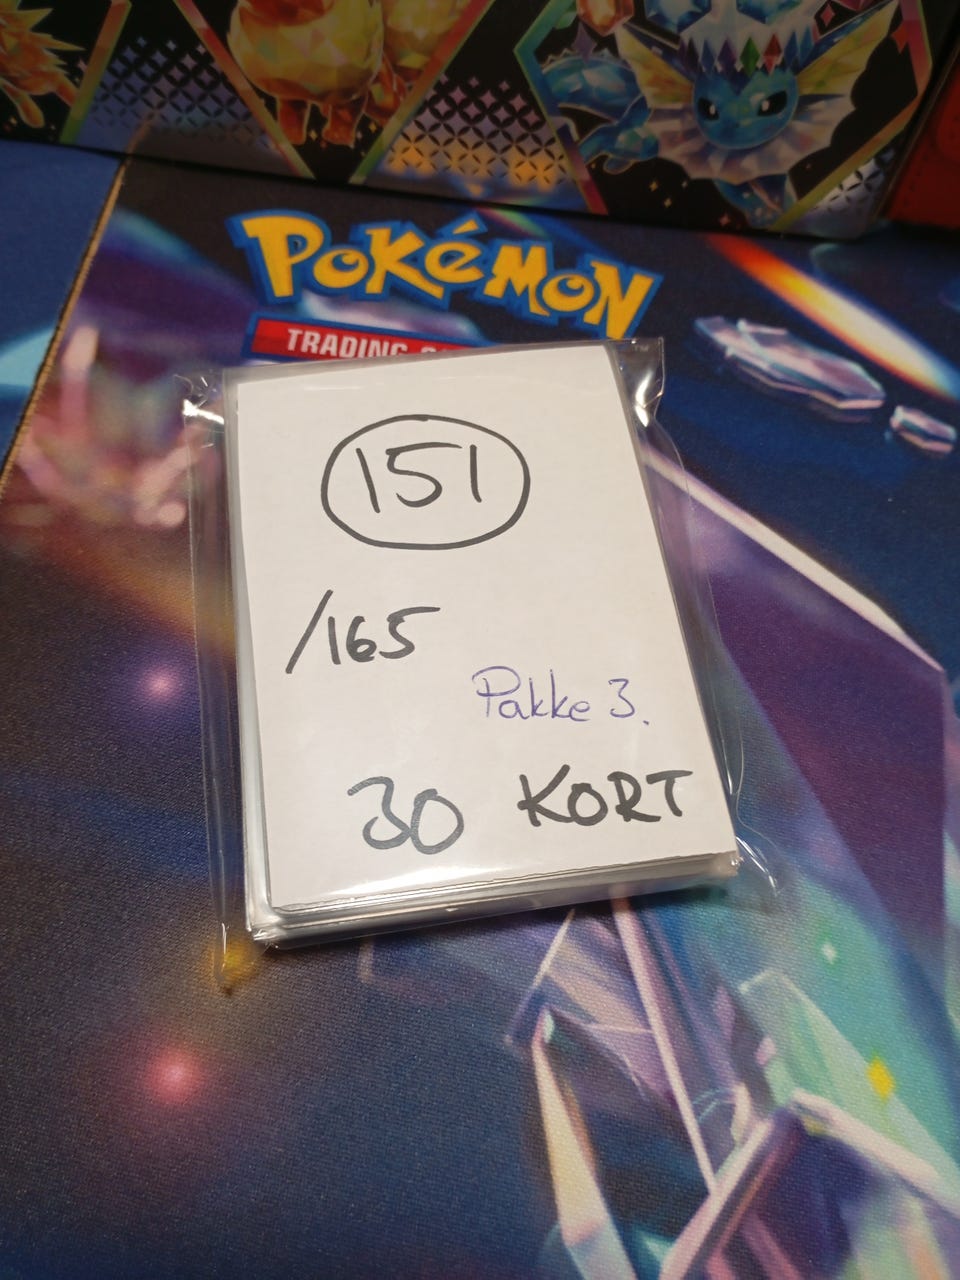 POKÉMON
TRADING
151
/165
Pakke 3.
30 KORT